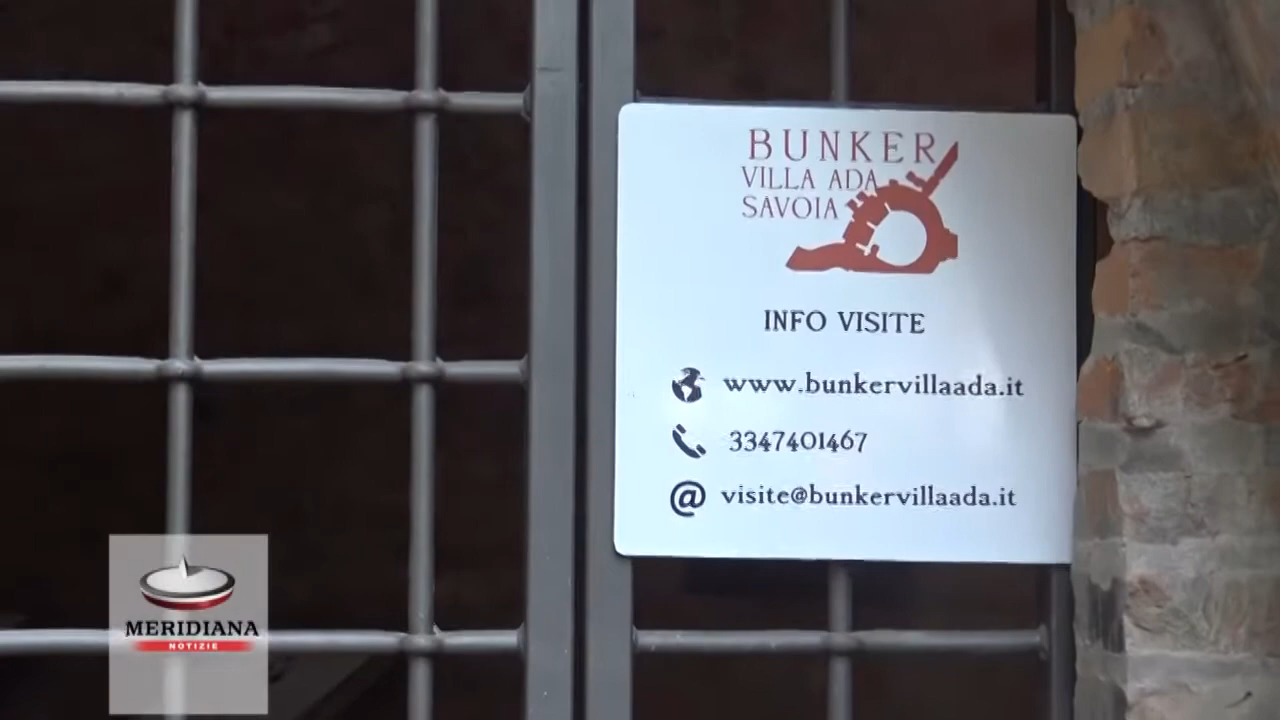 BUNKER
VILLA ADA
SAVOIA
INFO VISITE
www.bunkervillaada.it
3347401467
@ visite@bunkervillaada.it
MERIDIANA
NOTIZIE